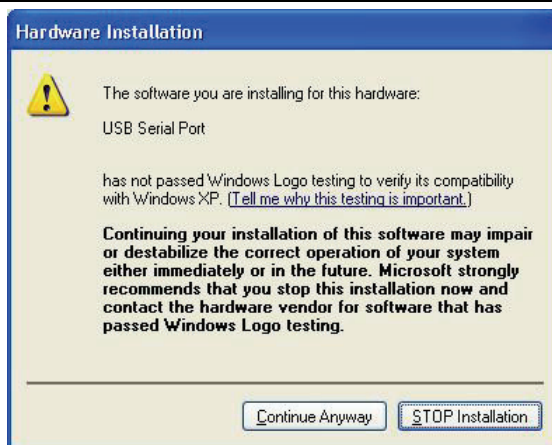 Hardware Installation
The software you are installing for this hardware:
USB Serial Port
has not passed Windows Logo testing to verify its compatibility
with Windows XP. (Tell me why this testing is important.)
Continuing your installation of this software may impair
or destabilize the correct operation of your system
either immediately or in the future. Microsoft strongly
recommends that you stop this installation now and
contact the hardware vendor for software that has
passed Windows Logo testing.
Continue Anyway
STOP Installation